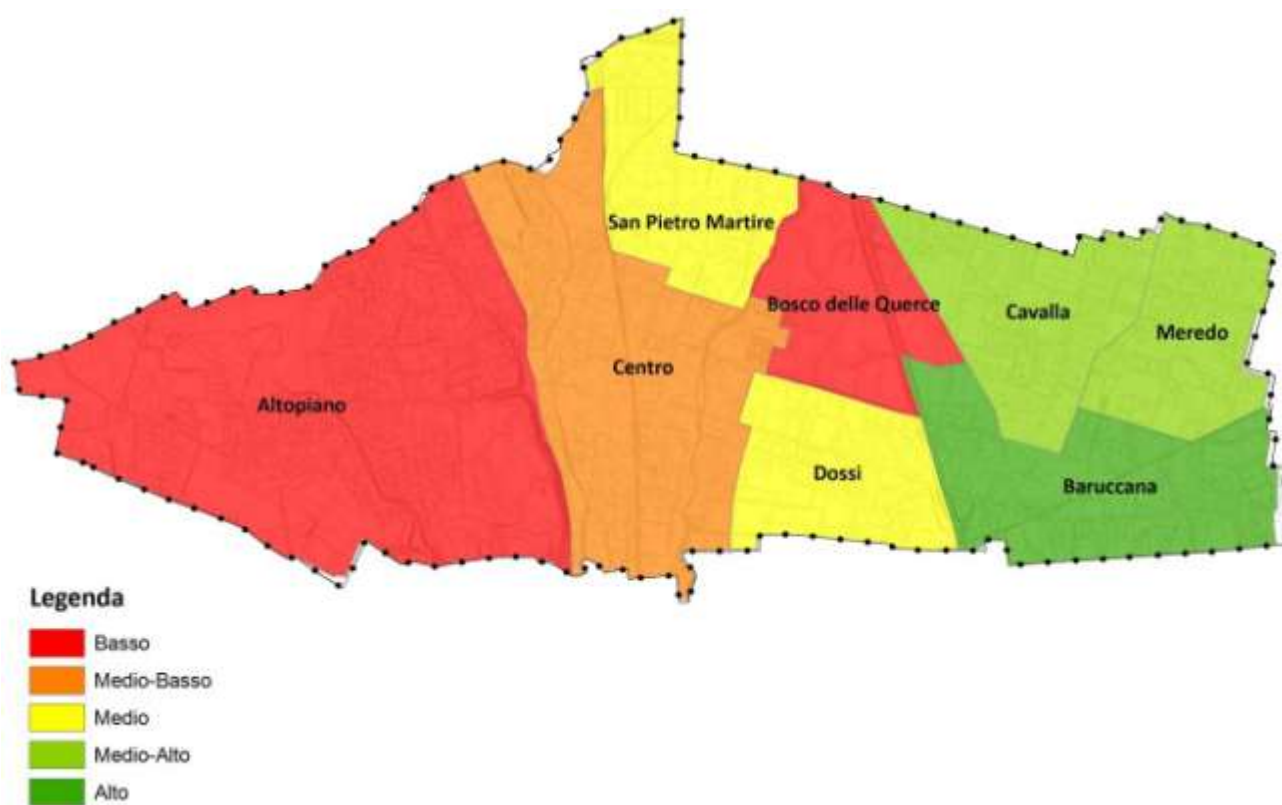 San Pietro Martire
Bosco delle Querce
Cavalla
Meredo
Centro
Altopiano
Dossi
Baruccana
Legenda
Basso
Medio-Basso
Medio
Medio-Alto
Alto